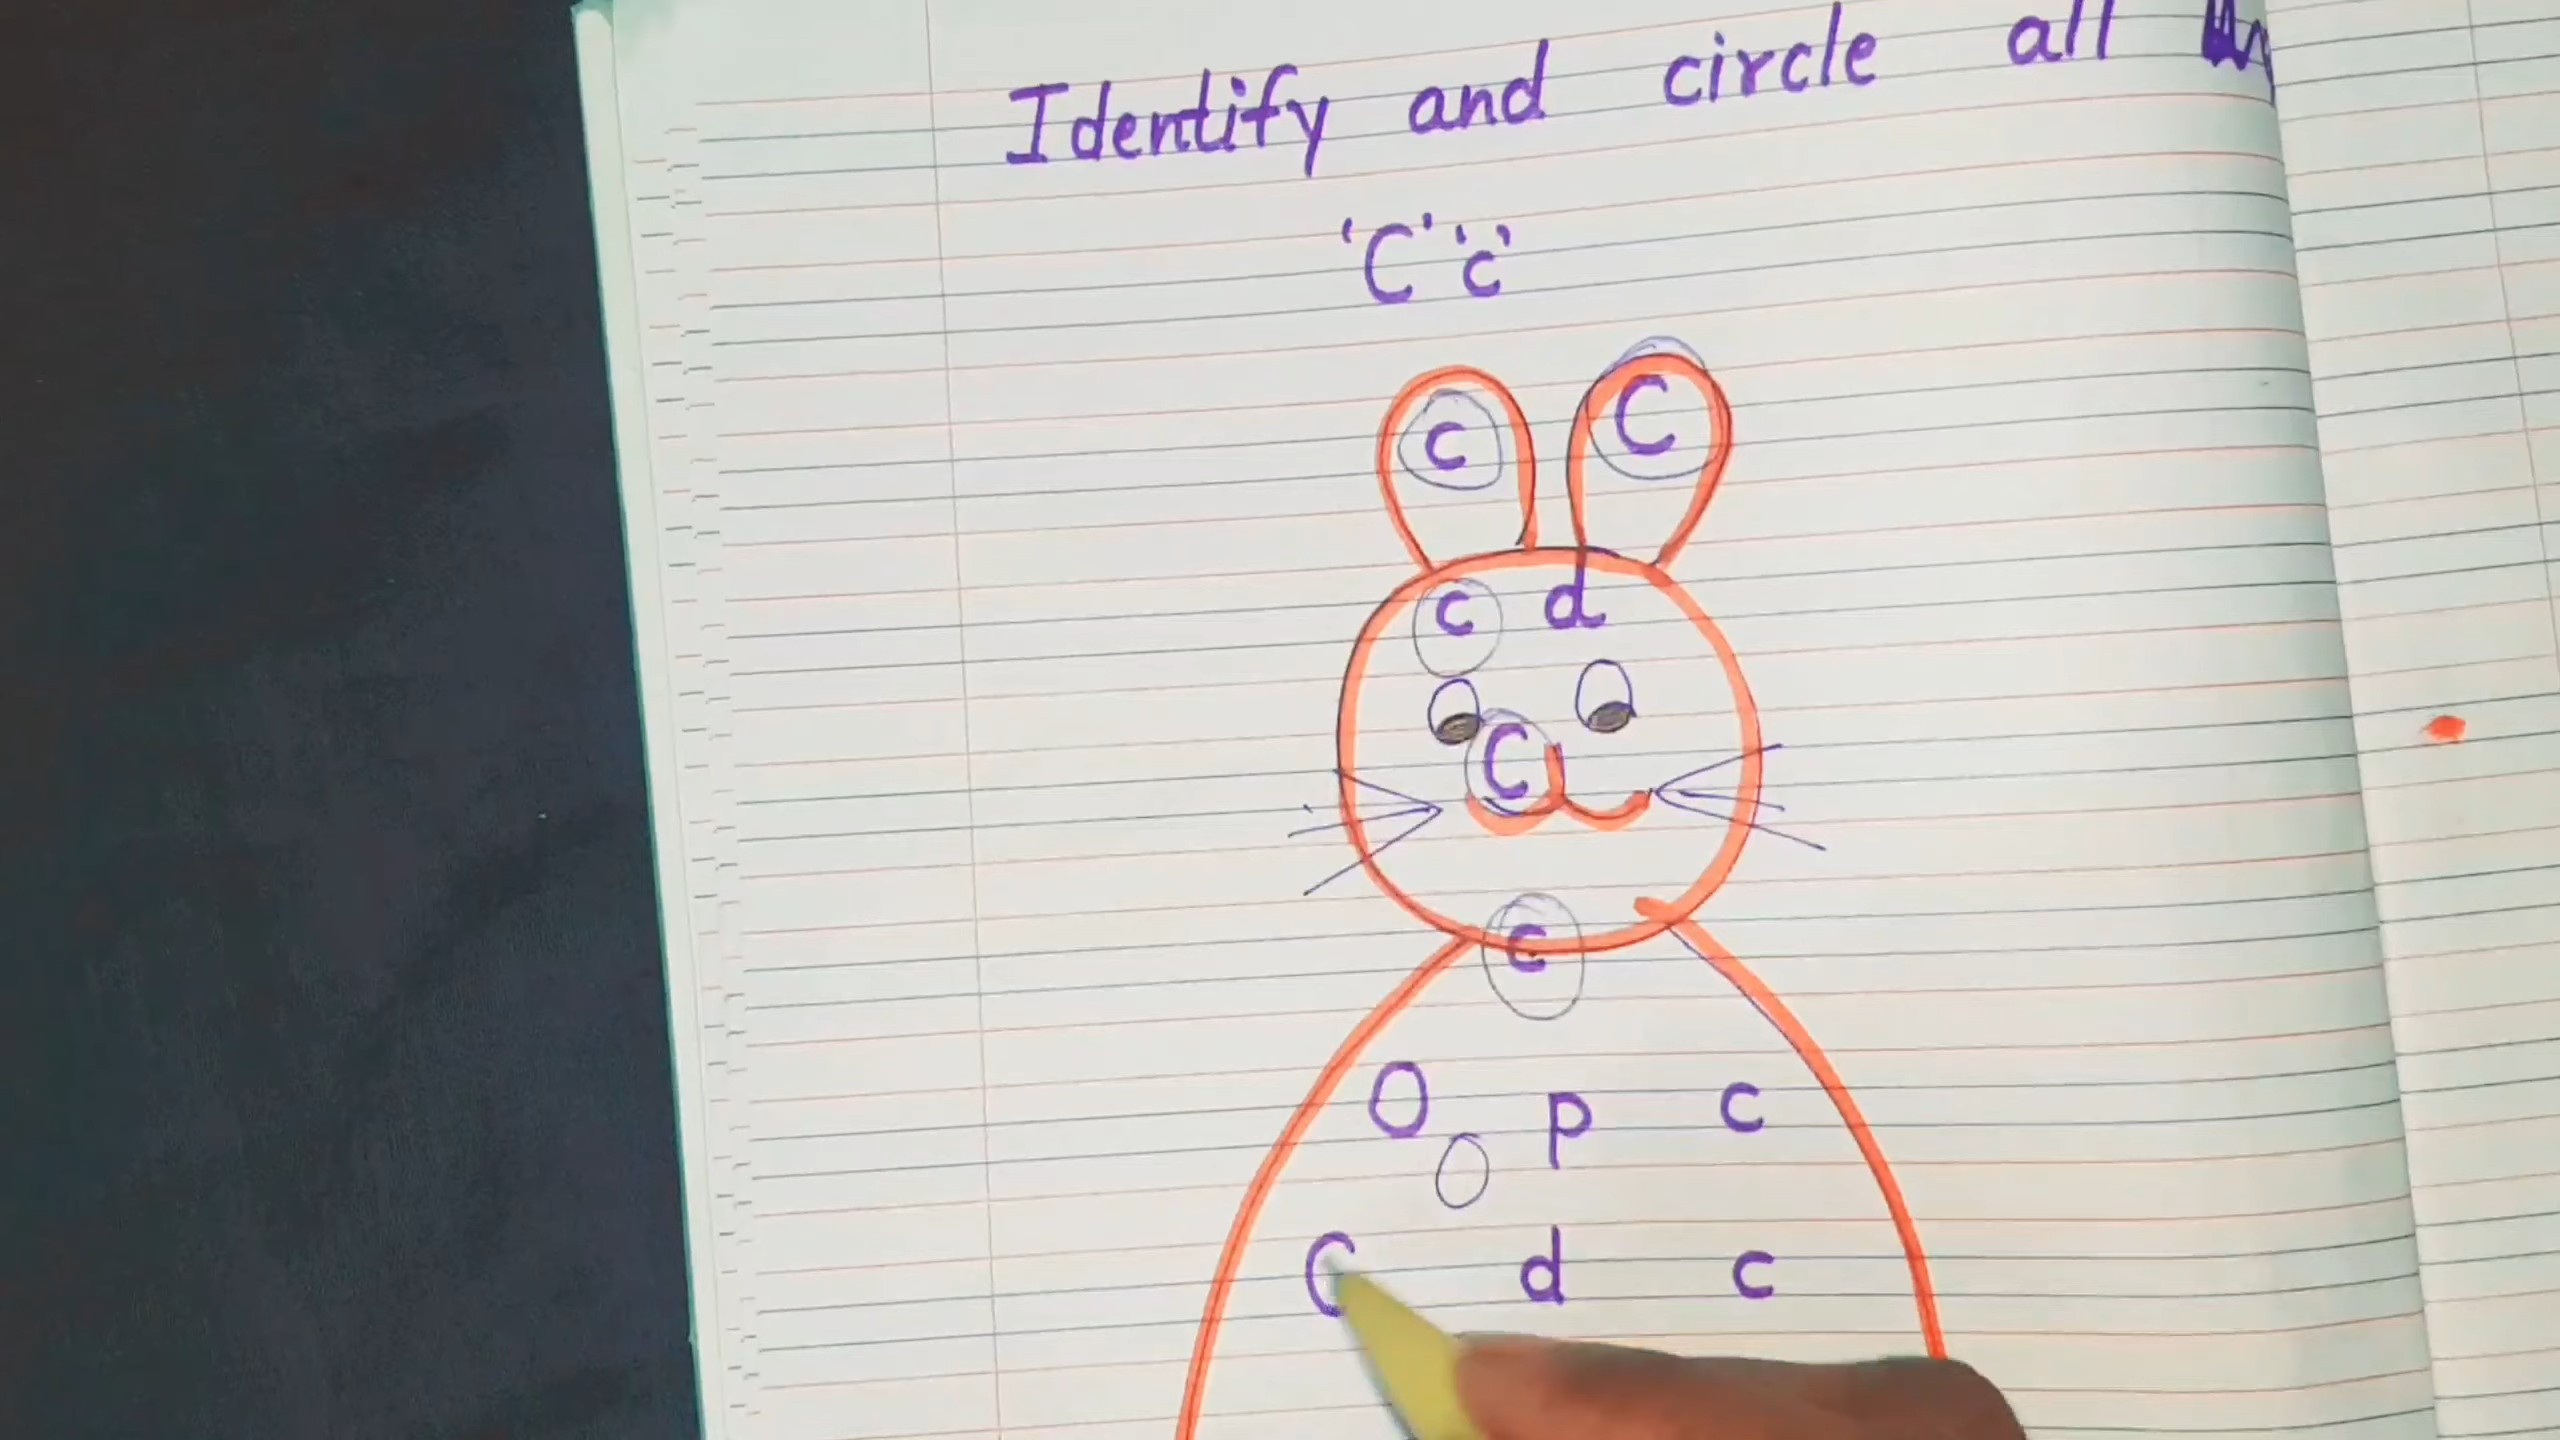 Identify and circle all
'C' 'c'
c C
c d
C
c
O p c
C d c